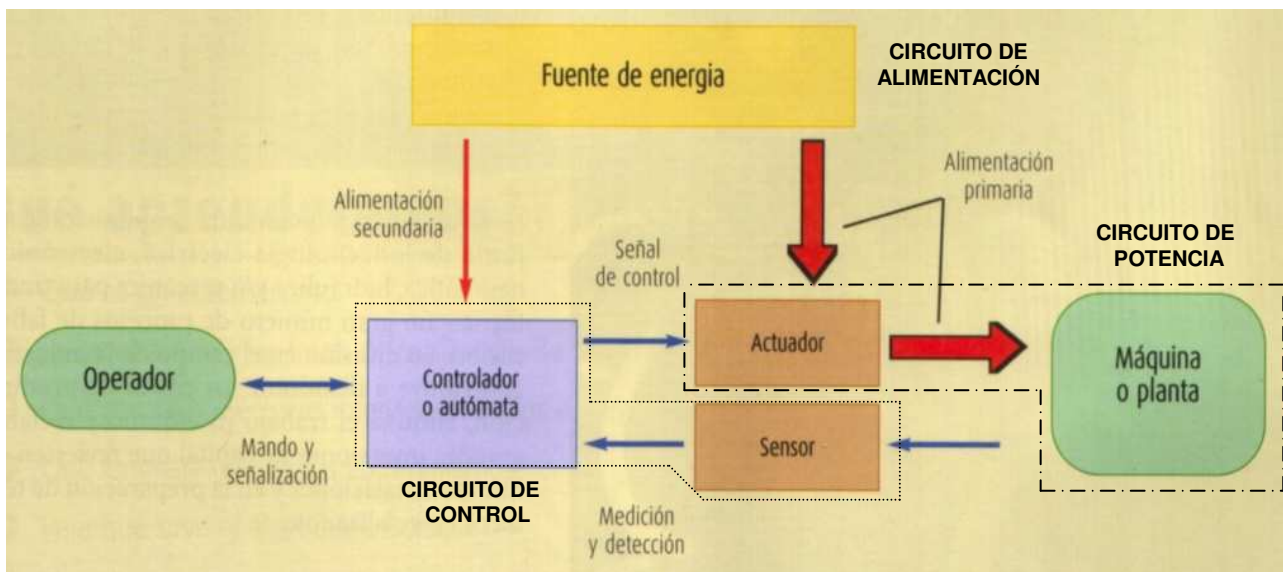 Fuente de energia
CIRCUITO DE
ALIMENTACIÓN
Alimentación
secundaria
Alimentación
primaria
Señal
de control
CIRCUITO DE
POTENCIA
Operador
Controlador
o autómata
Actuador
Máquina
o planta
Mando y
señalización
Sensor
CIRCUITO DE
CONTROL
Medición
y detección